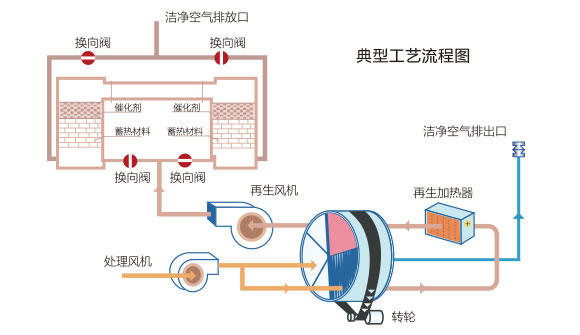 洁净空气排放口
换向阀
换向阀
典型工艺流程图
催化剂
催化剂
蓄热材料
蓄热材料
洁净空气排出口
换向阀
换向阀
再生风机
再生加热器
处理风机
转轮